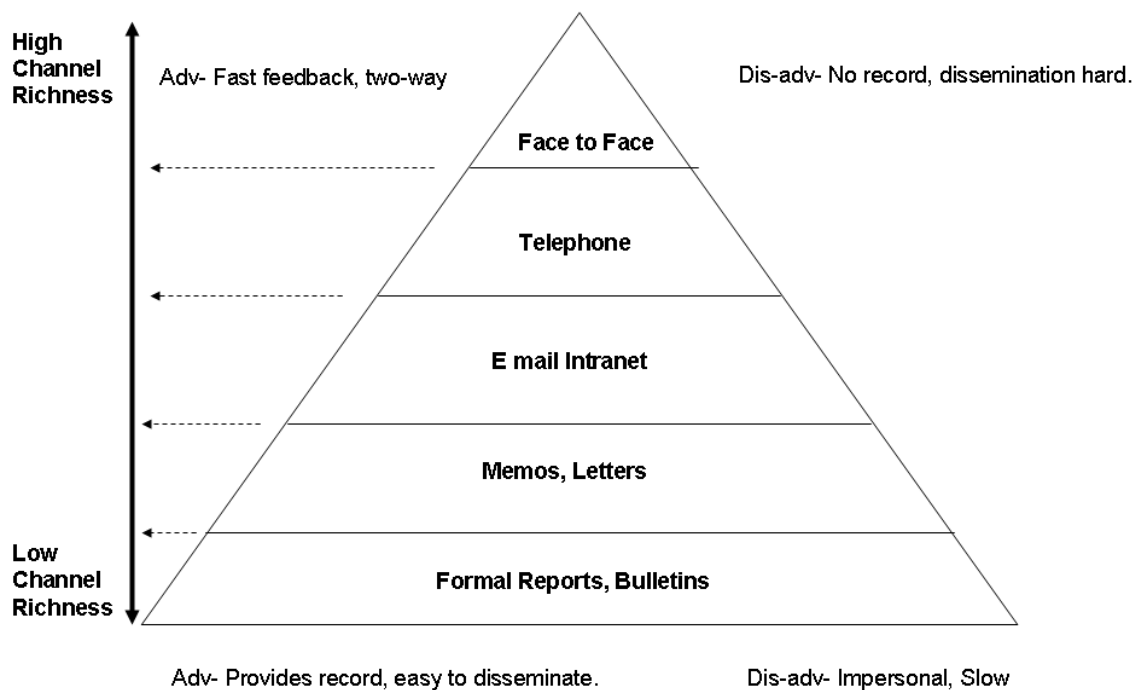 High
Channel
Richness
Adv- Fast feedback, two-way
Dis-adv- No record, dissemination hard.
Face to Face
Telephone
E mail Intranet
Memos, Letters
Low
Channel
Richness
Formal Reports, Bulletins
Adv- Provides record, easy to disseminate.
Dis-adv- Impersonal, Slow